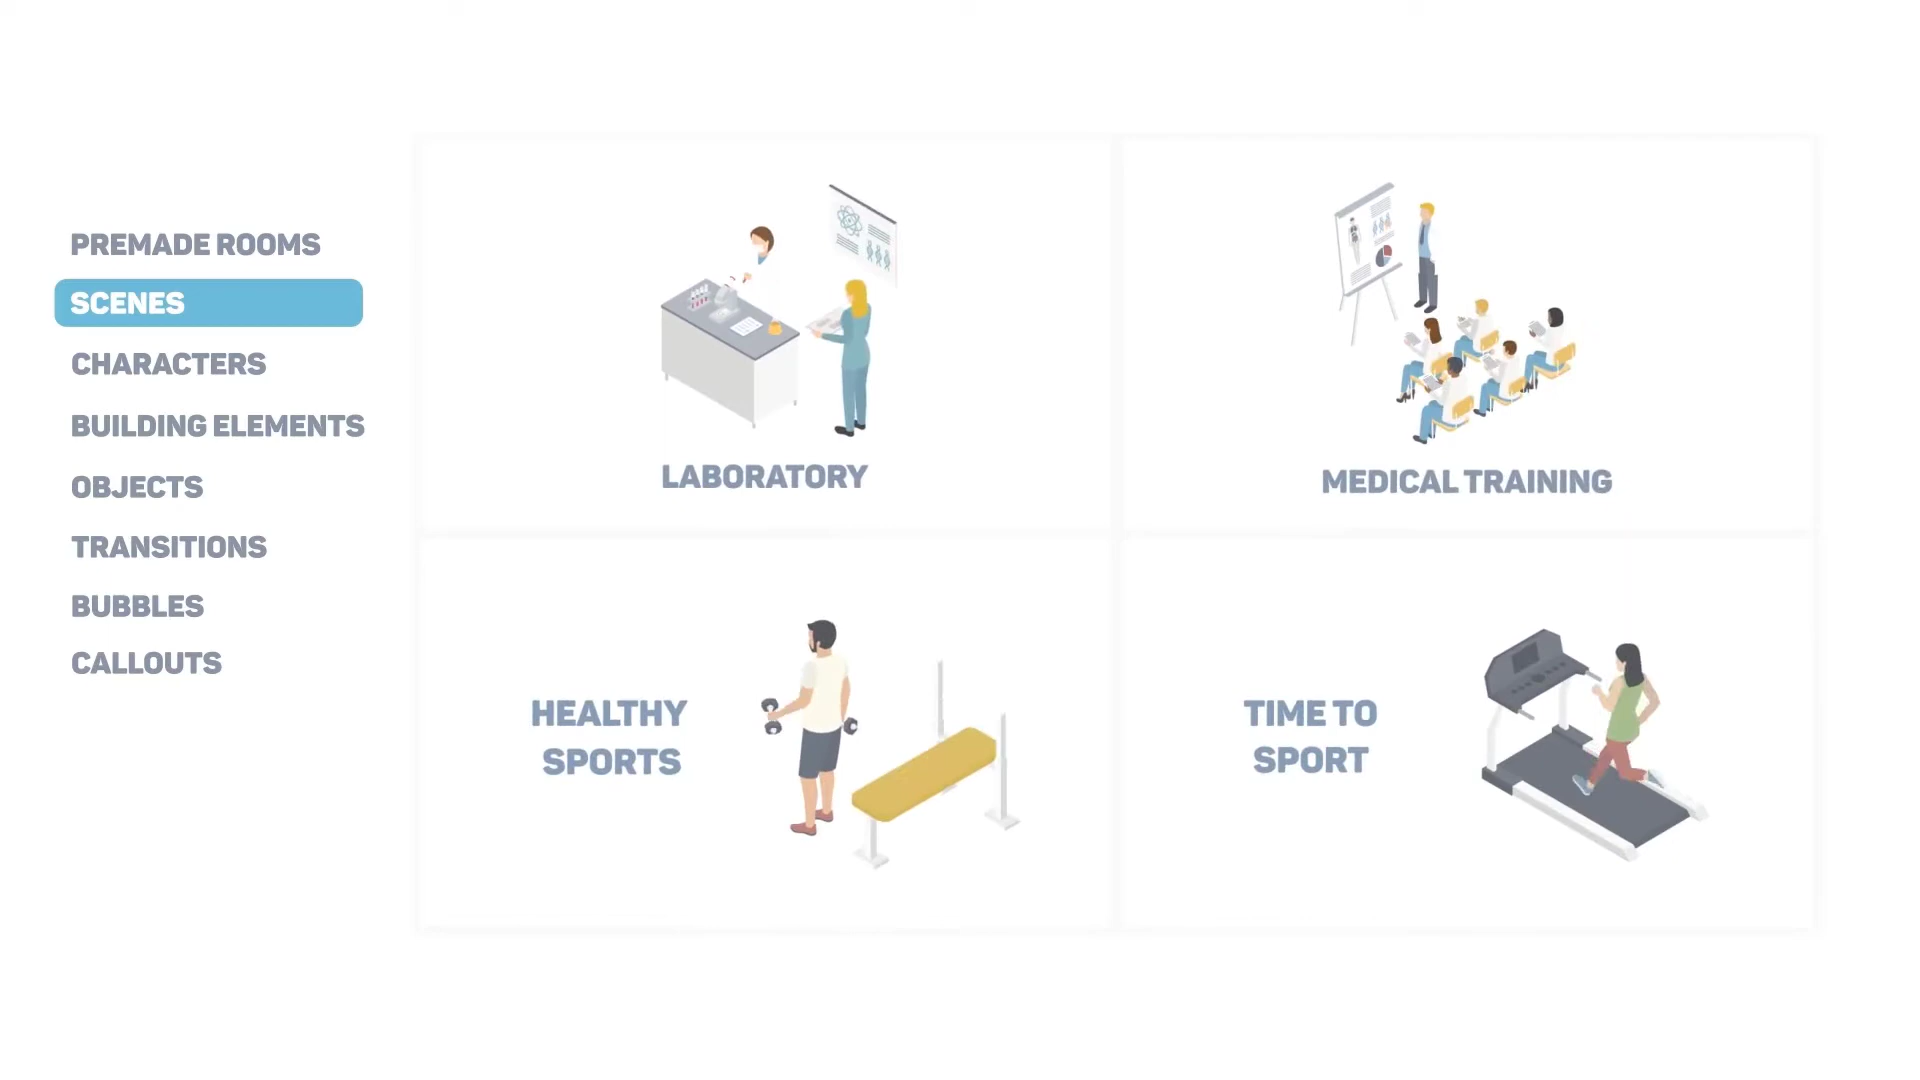 PREMADE ROOMS
SCENES
CHARACTERS
BUILDING ELEMENTS
OBJECTS
TRANSITIONS
BUBBLES
CALLOUTS
LABORATORY
MEDICAL TRAINING
HEALTHY
SPORTS
TIME TO
SPORT